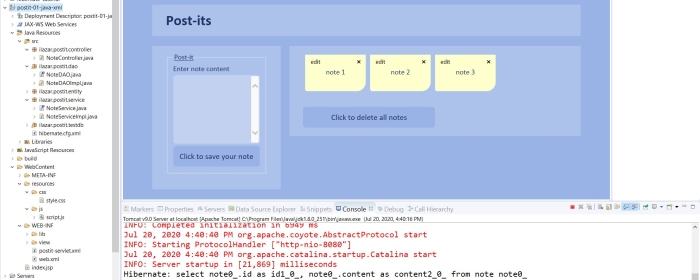 postit-01-java-xml
Deployment Descriptor: postit-01-ja
JAX-WS Web Services
Java Resources
src
ilazar.postit.controller
NoteController.java
ilazar.postit.dao
NoteDAO.java
NoteDAOImpl.java
ilazar.postit.entity
ilazar.postit.service
NoteService.java
NoteServiceImpl.java
ilazar.postit.testdb
hibernate.cfg.xml
Libraries
JavaScript Resources
build
WebContent
META-INF
resources
css
style.css
js
script.js
WEB-INF
lib
view
postit-servlet.xml
web.xml
index.jsp
Servers
Post-its
Post-it
Enter note content
Click to save your note
edit × edit × edit ×
note 1 note 2 note 3
Click to delete all notes
Markers Properties Servers Data Source Explorer Snippets Console Debug Call Hierarchy
Tomcat v9.0 Server at localhost [Apache Tomcat] C:\Program Files\Java\jdk1.8.0_251\bin\javaw.exe (Jul 20, 2020, 4:40:16 PM)
INFO: Completed initialization in 6949 ms
Jul 20, 2020 4:40:40 PM org.apache.coyote.AbstractProtocol start
INFO: Starting ProtocolHandler ["http-nio-8080"]
Jul 20, 2020 4:40:40 PM org.apache.catalina.startup.Catalina start
INFO: Server startup in [21,869] milliseconds
Hibernate: select note0_.id as id1_0_, note0_.content as content2_0_ from note note0_